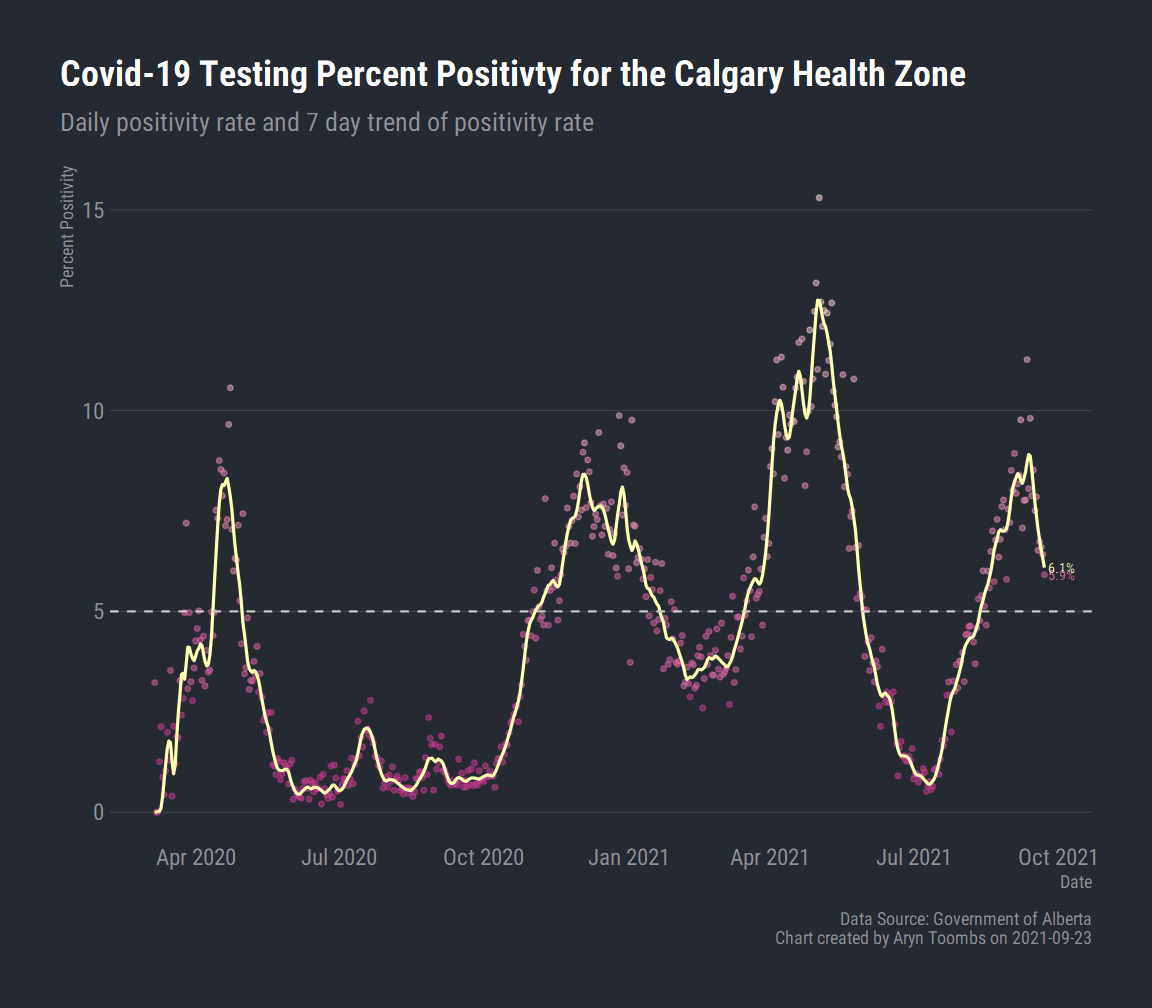 Covid-19 Testing Percent Positivty for the Calgary Health Zone
Daily positivity rate and 7 day trend of positivity rate
Percent Positivity
15
10
5
0
6.1%
5.9%
Apr 2020
Jul 2020
Oct 2020
Jan 2021
Apr 2021
Jul 2021
Oct 2021
Date
Data Source: Government of Alberta
Chart created by Aryn Toombs on 2021-09-23